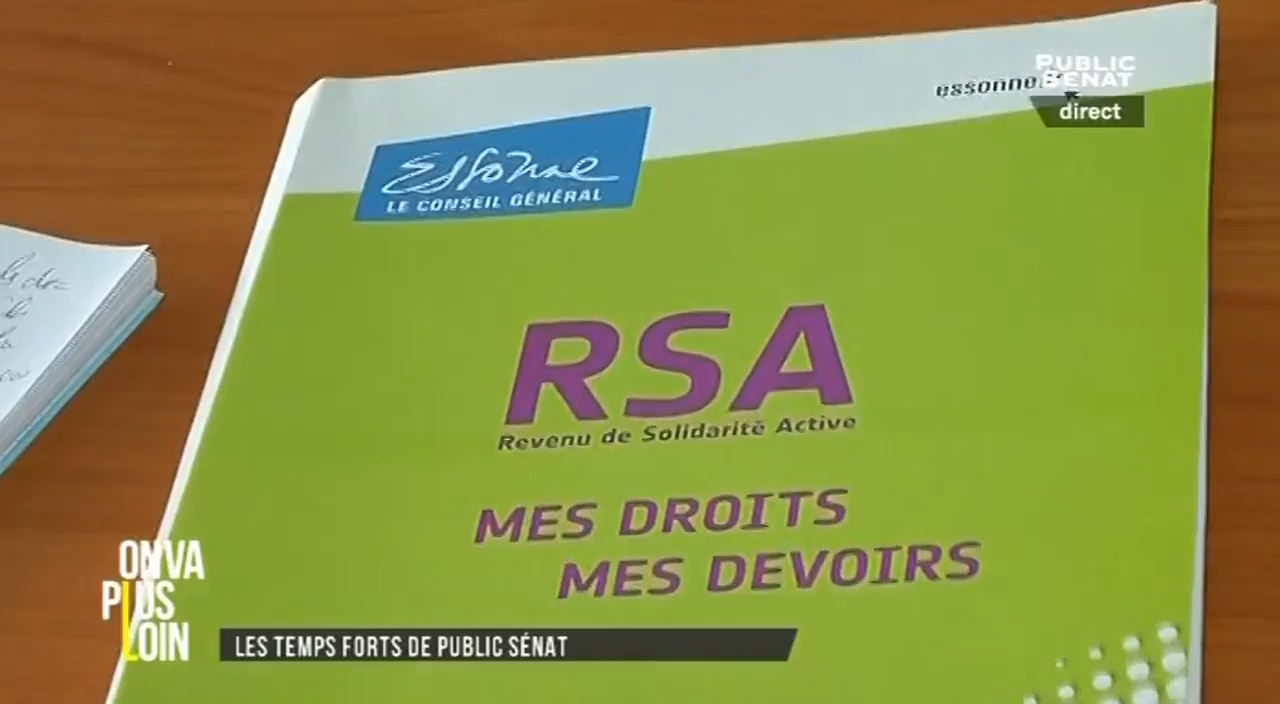 PUBLIC
SÉNAT
direct
essonne.fr
Essonne
LE CONSEIL GÉNÉRAL
RSA
Revenu de Solidarité Active
MES DROITS
MES DEVOIRS
ON VA
PLUS
LOIN
LES TEMPS FORTS DE PUBLIC SÉNAT